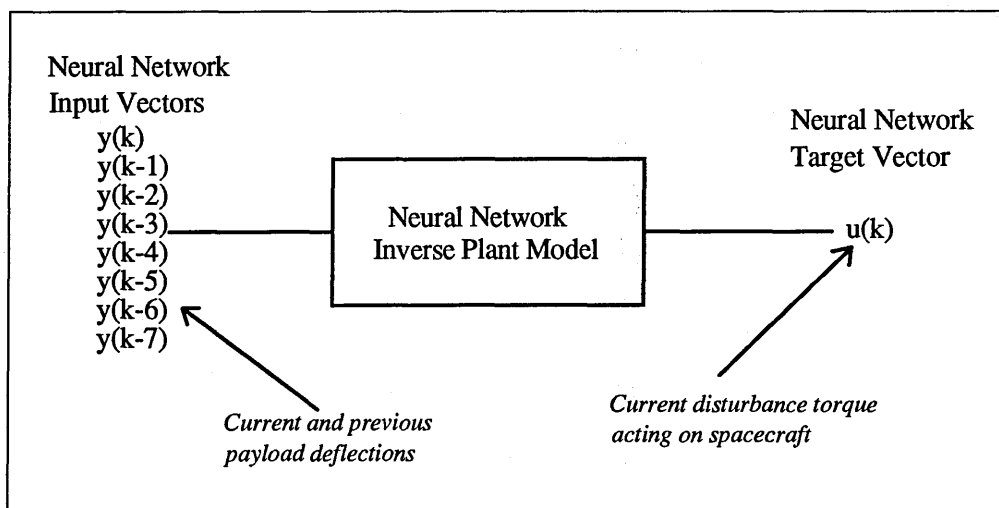 Neural Network
Input Vectors
y(k)
y(k-1)
y(k-2)
y(k-3)
y(k-4)
y(k-5)
y(k-6)
y(k-7)
Neural Network
Inverse Plant Model
Neural Network
Target Vector
u(k)
Current and previous
payload deflections
Current disturbance torque
acting on spacecraft